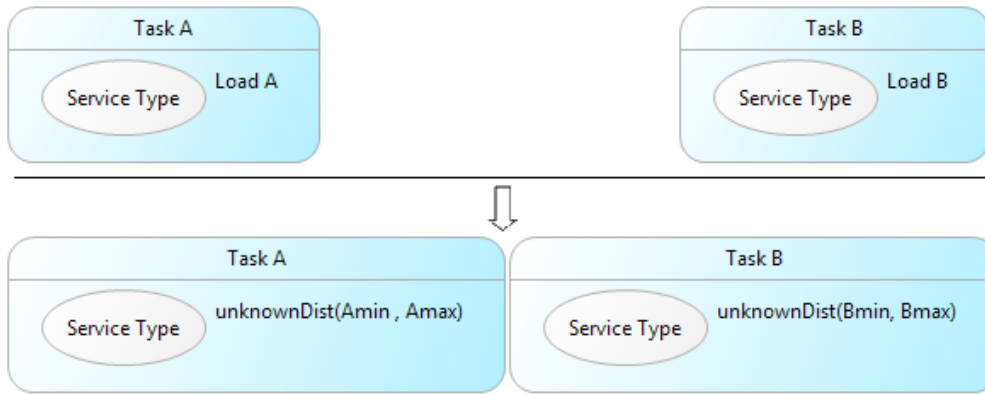 Task A
Service Type
Load A
Task B
Service Type
Load B
Task A
Service Type
unknownDist(Amin , Amax)
Task B
Service Type
unknownDist(Bmin, Bmax)